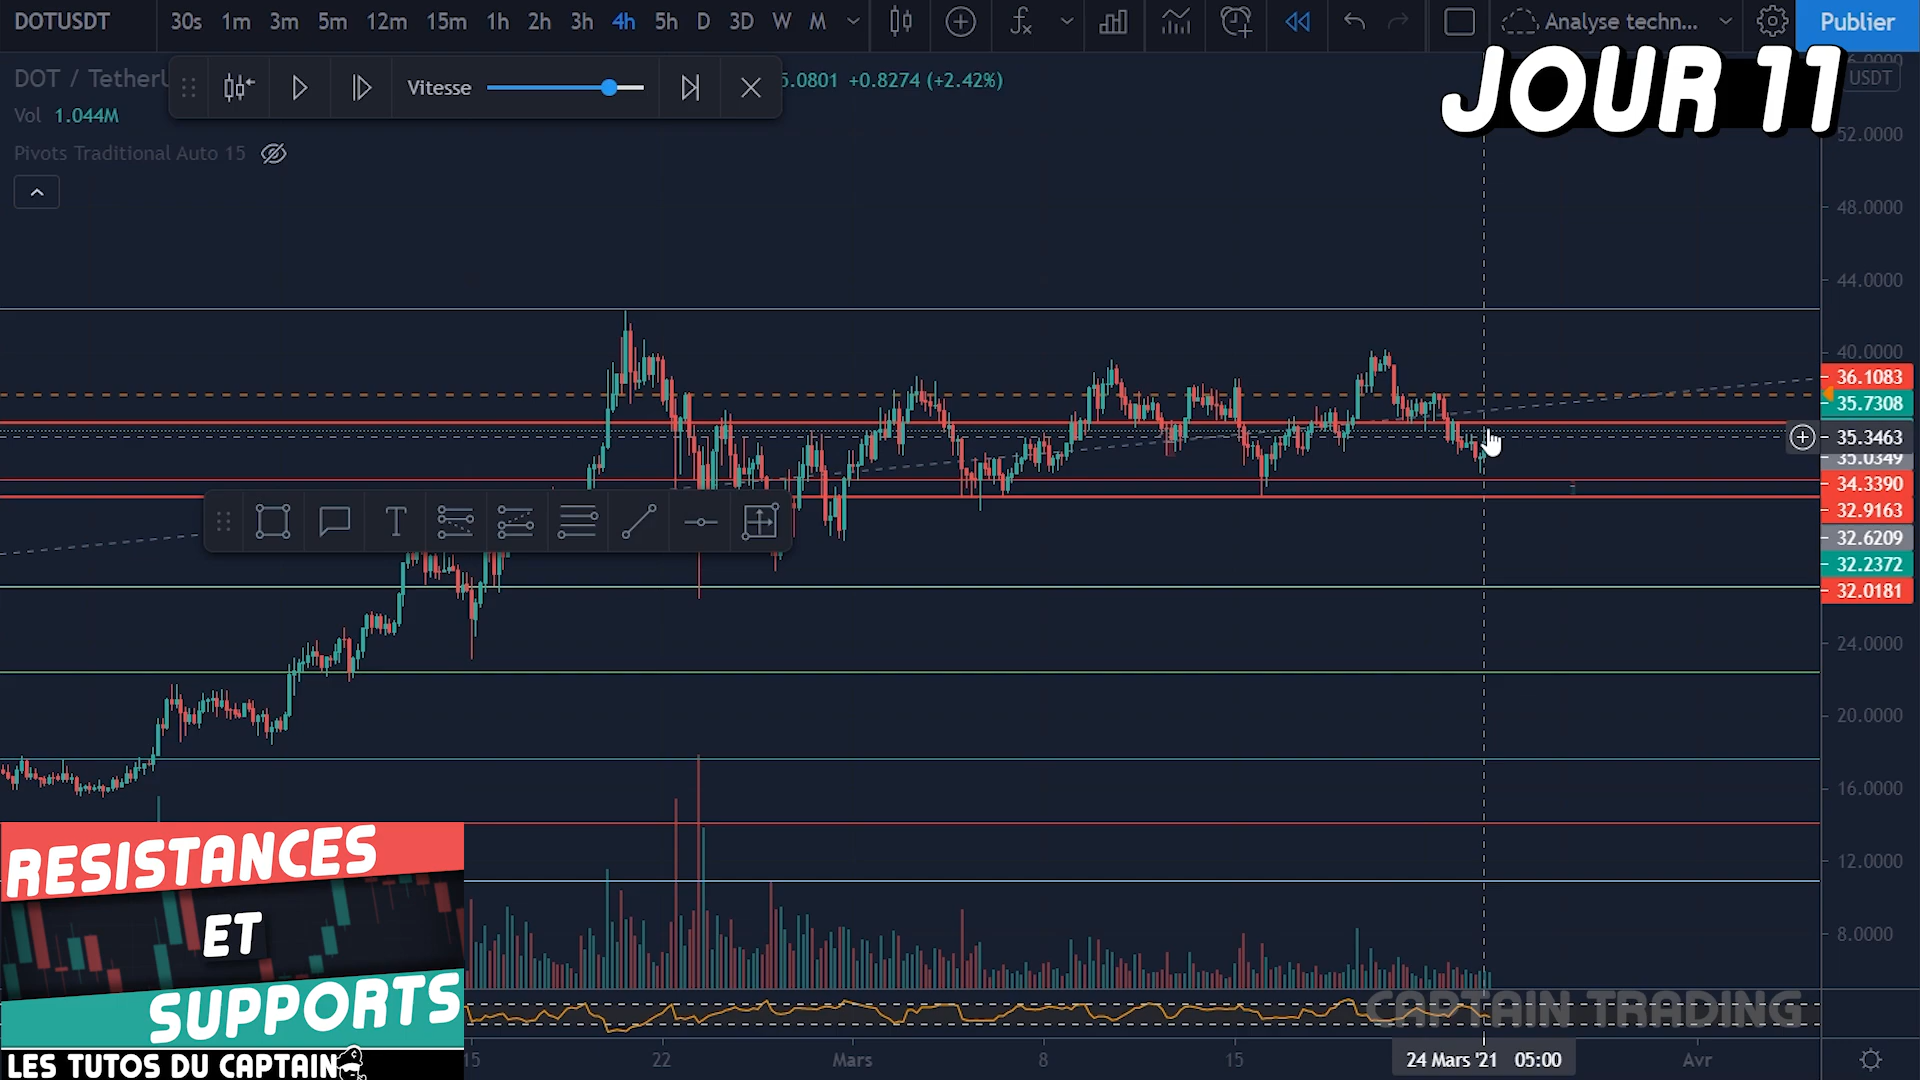 DOTUSDT 30s 1m 3m 5m 12m 15m 1h 2h 3h 4h 5h D 3D W M Analyse techn... Publier
JOUR 11
DOT / Tether
Vitesse
5.0801 +0.8274 (+2.42%)
USDT
Vol 1.044M
Pivots Traditional Auto 15
52.0000
48.0000
44.0000
40.0000
36.1083
35.7308
35.3463
35.0349
34.3390
32.9163
32.6209
32.2372
32.0181
T
24.0000
20.0000
16.0000
12.0000
8.0000
RESISTANCES
ET
SUPPORTS
LES TUTOS DU CAPTAIN
CAPTAIN TRADING
15 22 Mars 8 15 24 Mars '21 05:00 Avr